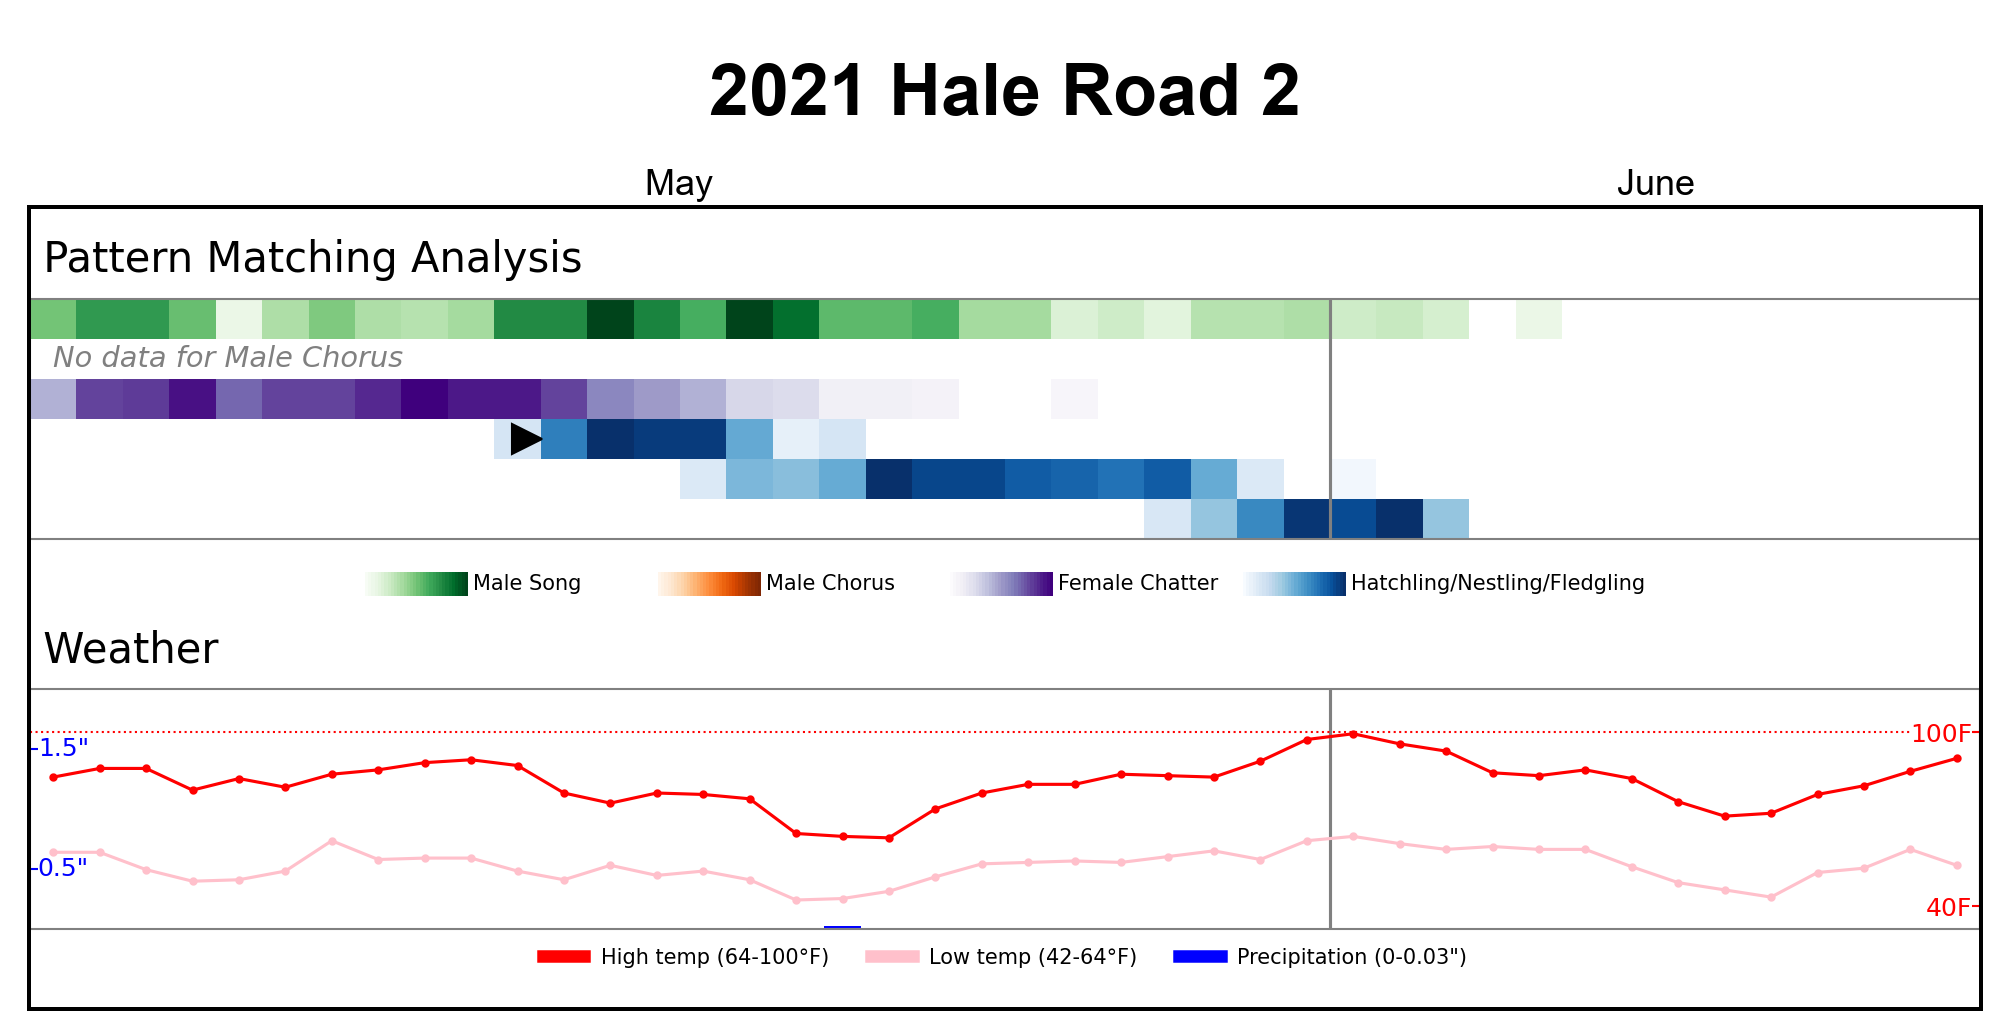 2021 Hale Road 2
May June
Pattern Matching Analysis
No data for Male Chorus
Male Song Male Chorus Female Chatter Hatchling/Nestling/Fledgling
Weather
1.5" 100F
0.5"
40F
High temp (64-100°F) Low temp (42-64°F) Precipitation (0-0.03")